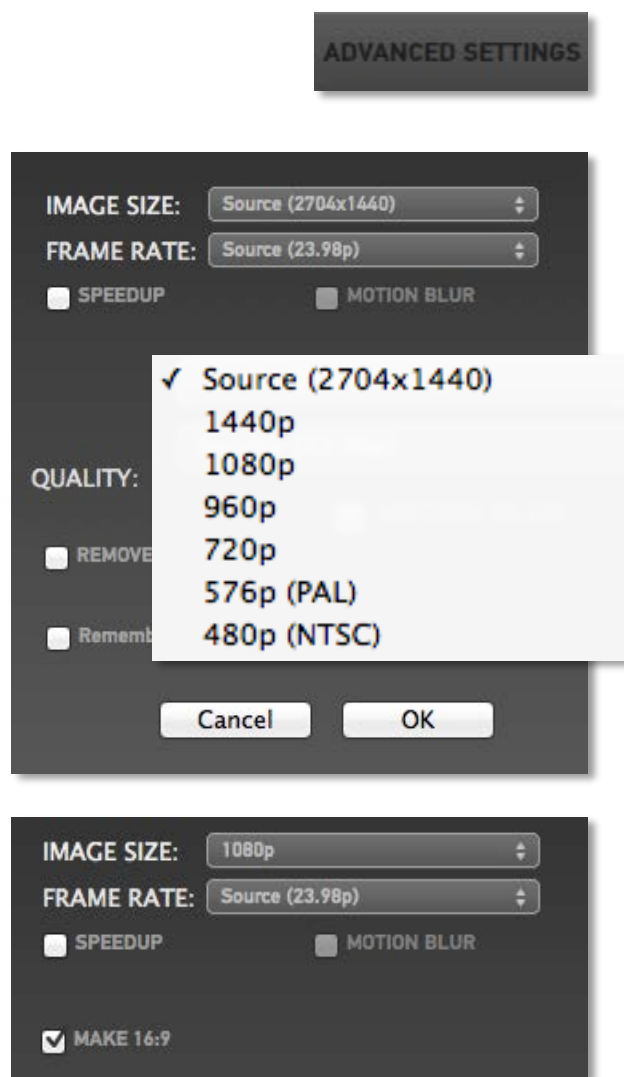 ADVANCED SETTINGS
IMAGE SIZE: Source (2704x1440)
FRAME RATE: Source (23.98p)
SPEEDUP MOTION BLUR
✓ Source (2704x1440)
1440p
1080p
QUALITY:
960p
REMOVE
720p
576p (PAL)
Rememb
480p (NTSC)
Cancel OK
IMAGE SIZE: 1080p
FRAME RATE: Source (23.98p)
SPEEDUP MOTION BLUR
MAKE 16:9